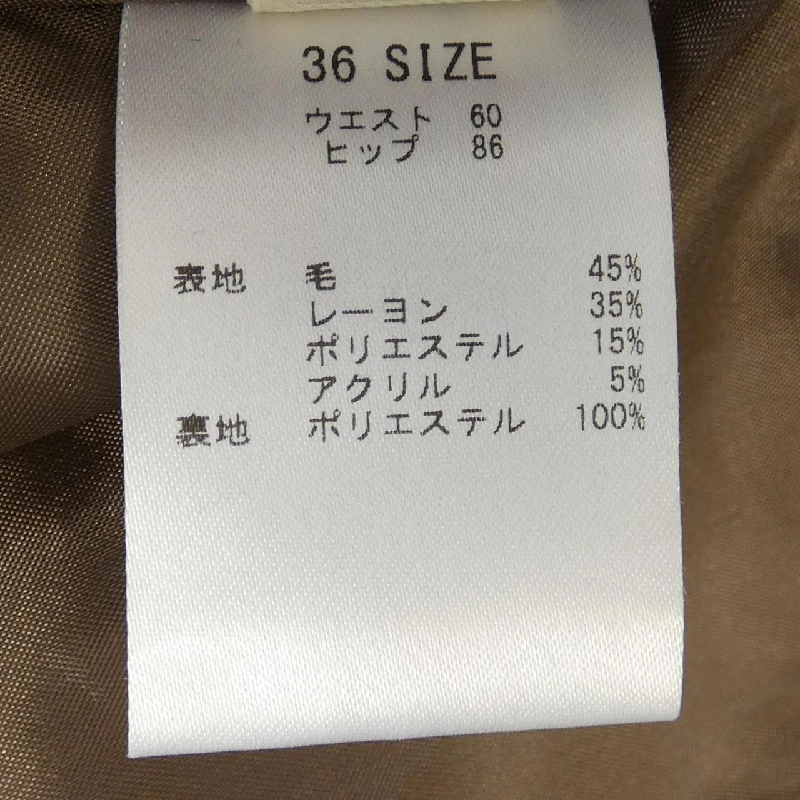 36 SIZE
ウエスト 60
ヒップ 86
表地 毛 45%
レーヨン 35%
ポリエステル 15%
アクリル 5%
裏地 ポリエステル 100%